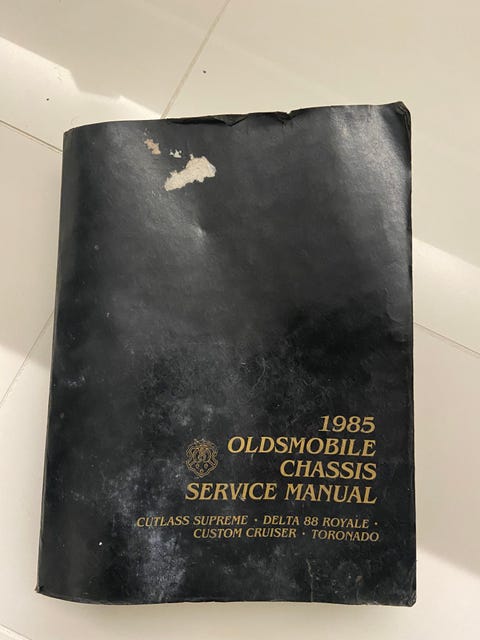 1985
OLDSMOBILE
CHASSIS
SERVICE MANUAL
CUTLASS SUPREME · DELTA 88 ROYALE ·
CUSTOM CRUISER · TORONADO